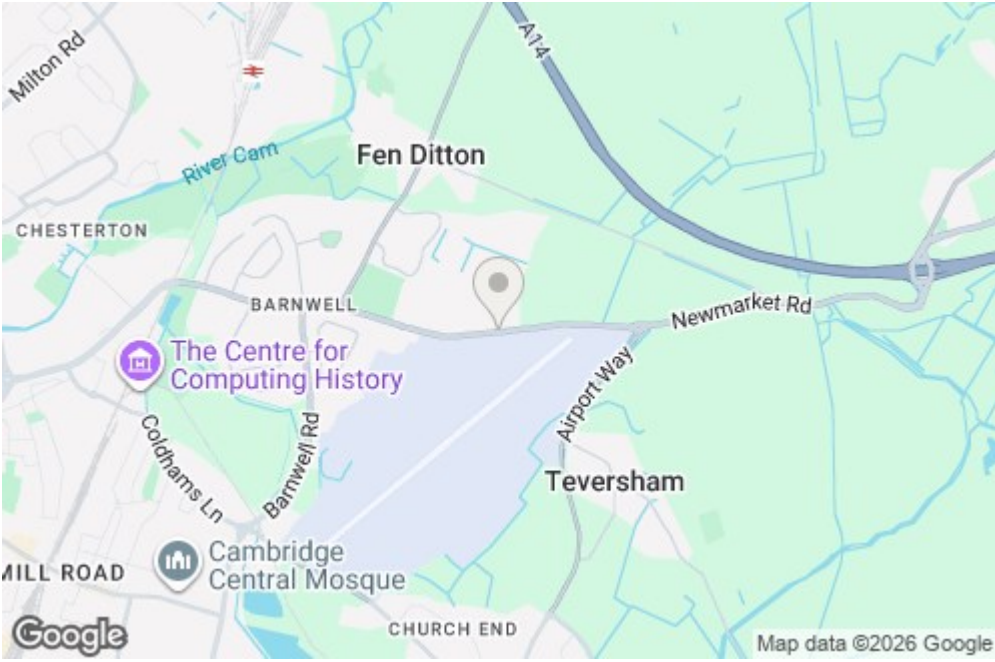 Milton Rd
A14
River Cam
Fen Ditton
CHESTERTON
BARNWELL
Newmarket Rd
The Centre for
Computing History
Airport Way
Coldhams Ln
Barnwell Rd
Teversham
Cambridge
Central Mosque
MILL ROAD
CHURCH END
Google
Map data ©2026 Google